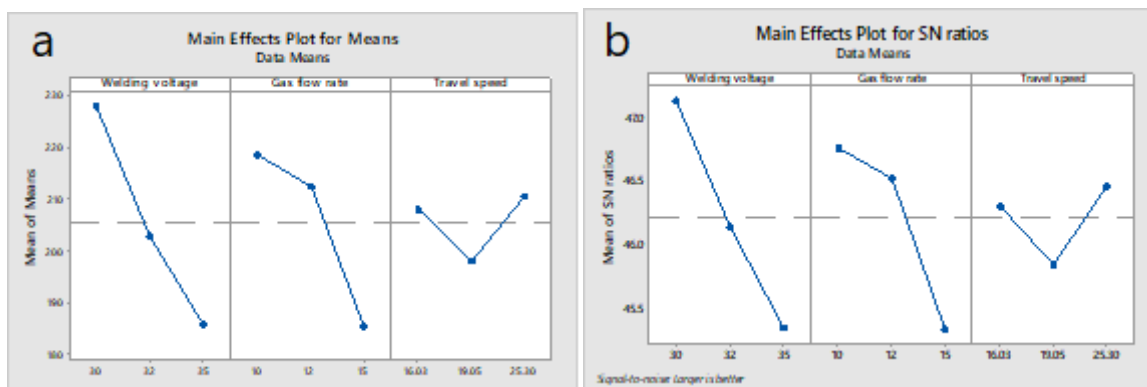 a
Main Effects Plot for Means
Data Means
Welding voltage Gas flow rate Travel speed
Mean of Means
230
220
210
200
190
180
30 32 35 10 12 15 16.03 19.05 25.30
b
Main Effects Plot for SN ratios
Data Means
Welding voltage Gas flow rate Travel speed
Mean of SN ratios
47.0
46.5
46.0
45.5
30 32 35 10 12 15 16.03 19.05 25.30
Signal-to-noise: Larger is better